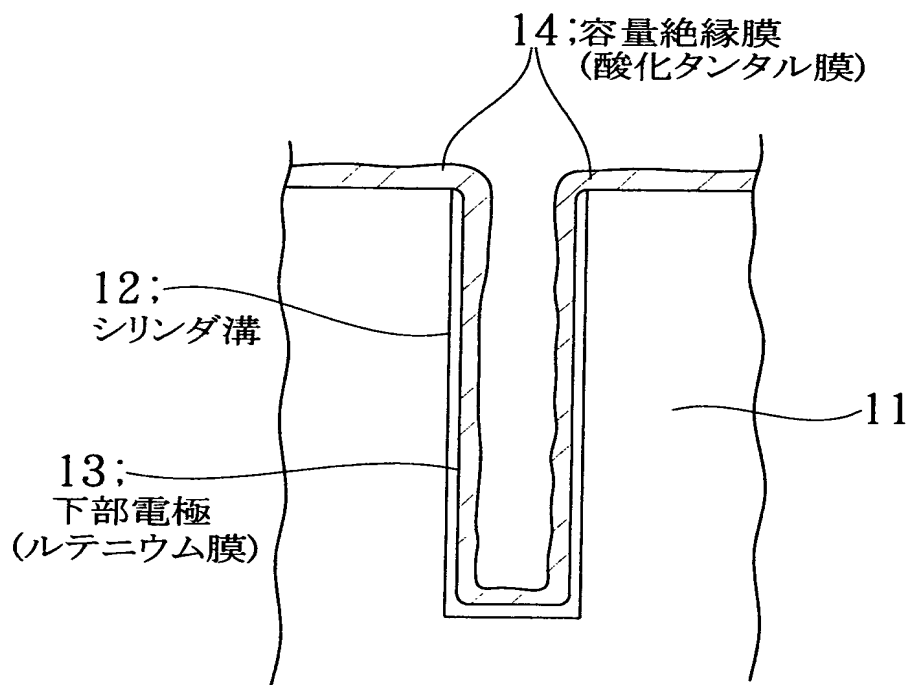 14;容量絶縁膜
(酸化タンタル膜)
12;
シリンダ溝
11
13;
下部電極
(ルテニウム膜)